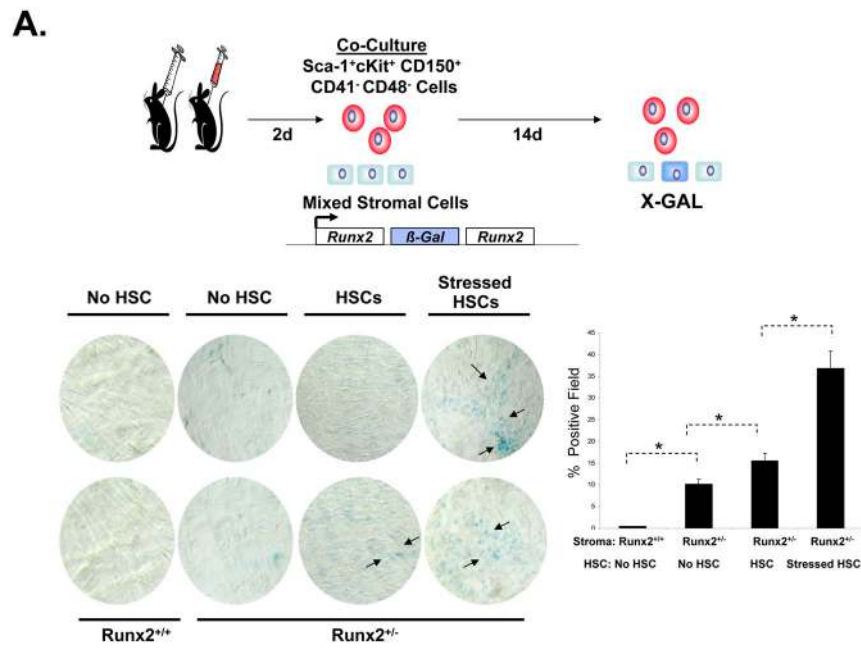 A.
Co-Culture
Sca-1⁺cKit⁺ CD150⁺
CD41⁻ CD48⁻ Cells
2d
14d
Mixed Stromal Cells
X-GAL
Runx2
ß-Gal
Runx2
No HSC
No HSC
HSCs
Stressed
HSCs
Runx2⁺/⁺
Runx2⁺/⁻
% Positive Field
45
40
35
30
25
20
15
10
5
0
*
*
*
Stroma: Runx2⁺/⁺ Runx2⁺/⁻ Runx2⁺/⁻ Runx2⁺/⁻
HSC: No HSC No HSC HSC Stressed HSC